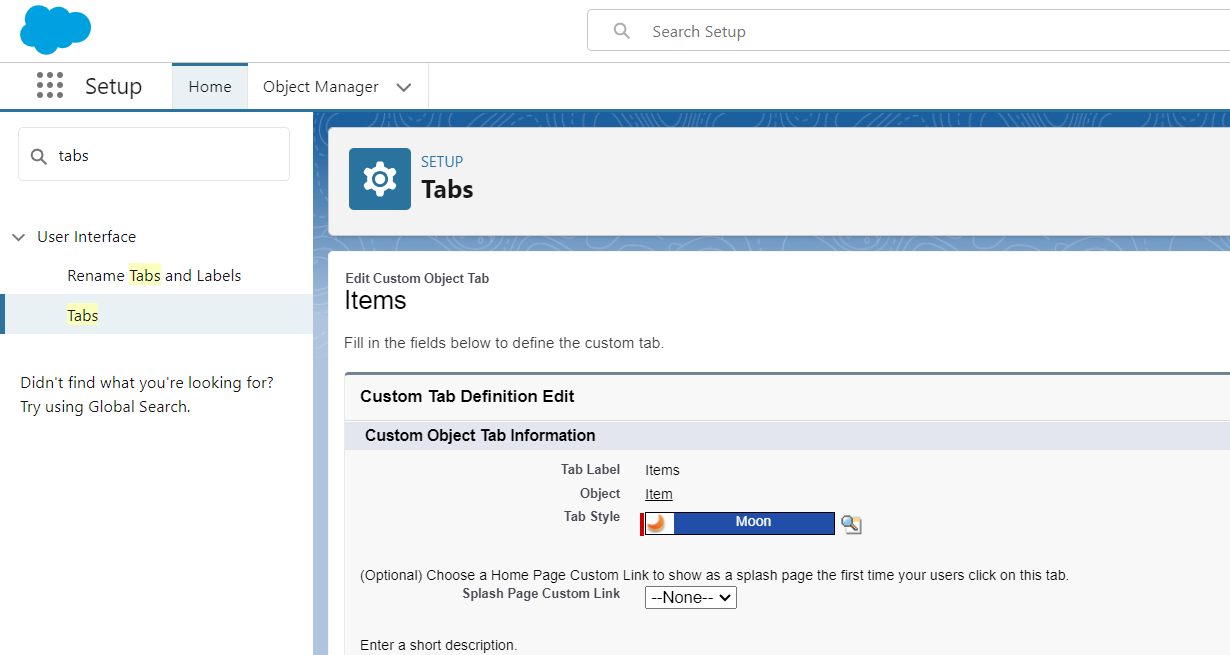 Search Setup
Setup
Home
Object Manager
tabs
User Interface
Rename Tabs and Labels
Tabs
Didn't find what you're looking for?
Try using Global Search.
SETUP
Tabs
Edit Custom Object Tab
Items
Fill in the fields below to define the custom tab.
Custom Tab Definition Edit
Custom Object Tab Information
Tab Label Items
Object Item
Tab Style Moon
(Optional) Choose a Home Page Custom Link to show as a splash page the first time your users click on this tab.
Splash Page Custom Link --None--
Enter a short description.